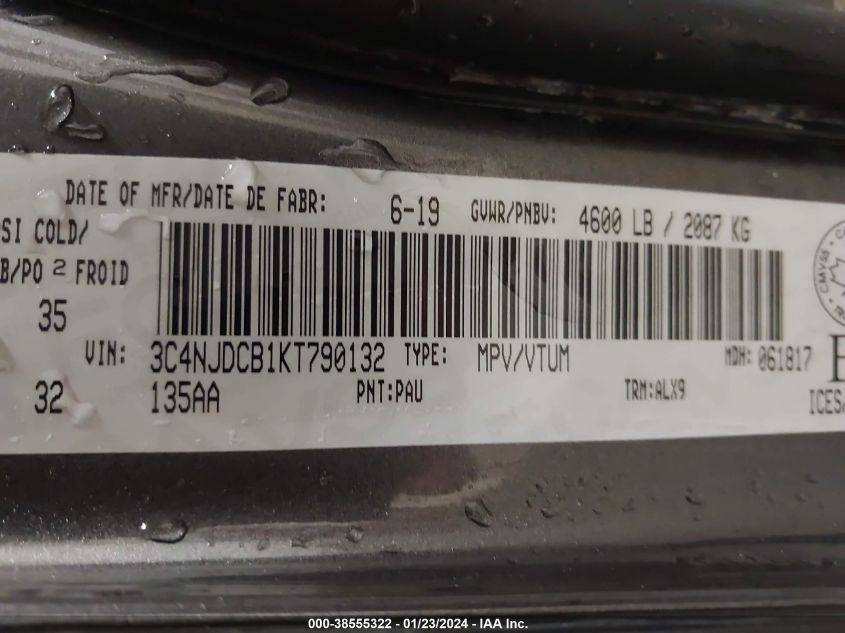 DATE OF MFR/DATE DE FABR: 6-19 GVWR/PNBV: 4600 LB / 2087 KG
SI COLD/
B/PO 2 FROID
35
VIN: 3C4NJDCB1KT790132 TYPE: MPV/VTUM MDH: 061817
32 135AA PNT:PAU TRM:ALX9 ICES/
CMVSS
000-38555322 / 01/23/2024 - IAA Inc.